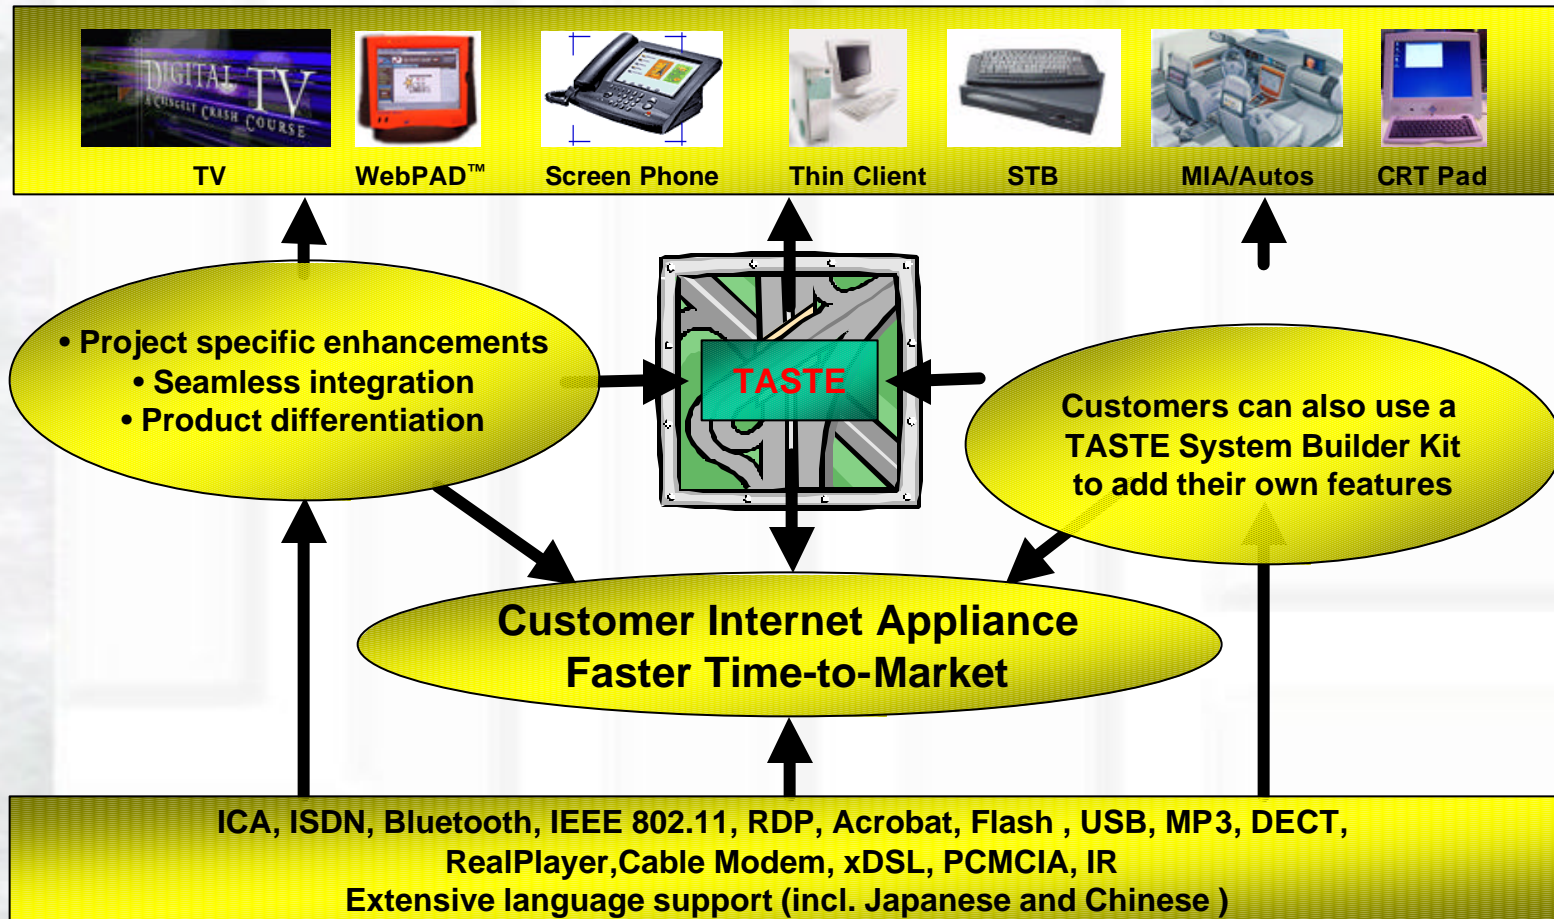 DIGITAL TV
A CRINGELY CRASH COURSE
TV
WebPAD™
Screen Phone
Thin Client
STB
MIA/Autos
CRT Pad
• Project specific enhancements
• Seamless integration
• Product differentiation
TASTE
Customers can also use a
TASTE System Builder Kit
to add their own features
Customer Internet Appliance
Faster Time-to-Market
ICA, ISDN, Bluetooth, IEEE 802.11, RDP, Acrobat, Flash , USB, MP3, DECT,
RealPlayer,Cable Modem, xDSL, PCMCIA, IR
Extensive language support (incl. Japanese and Chinese )